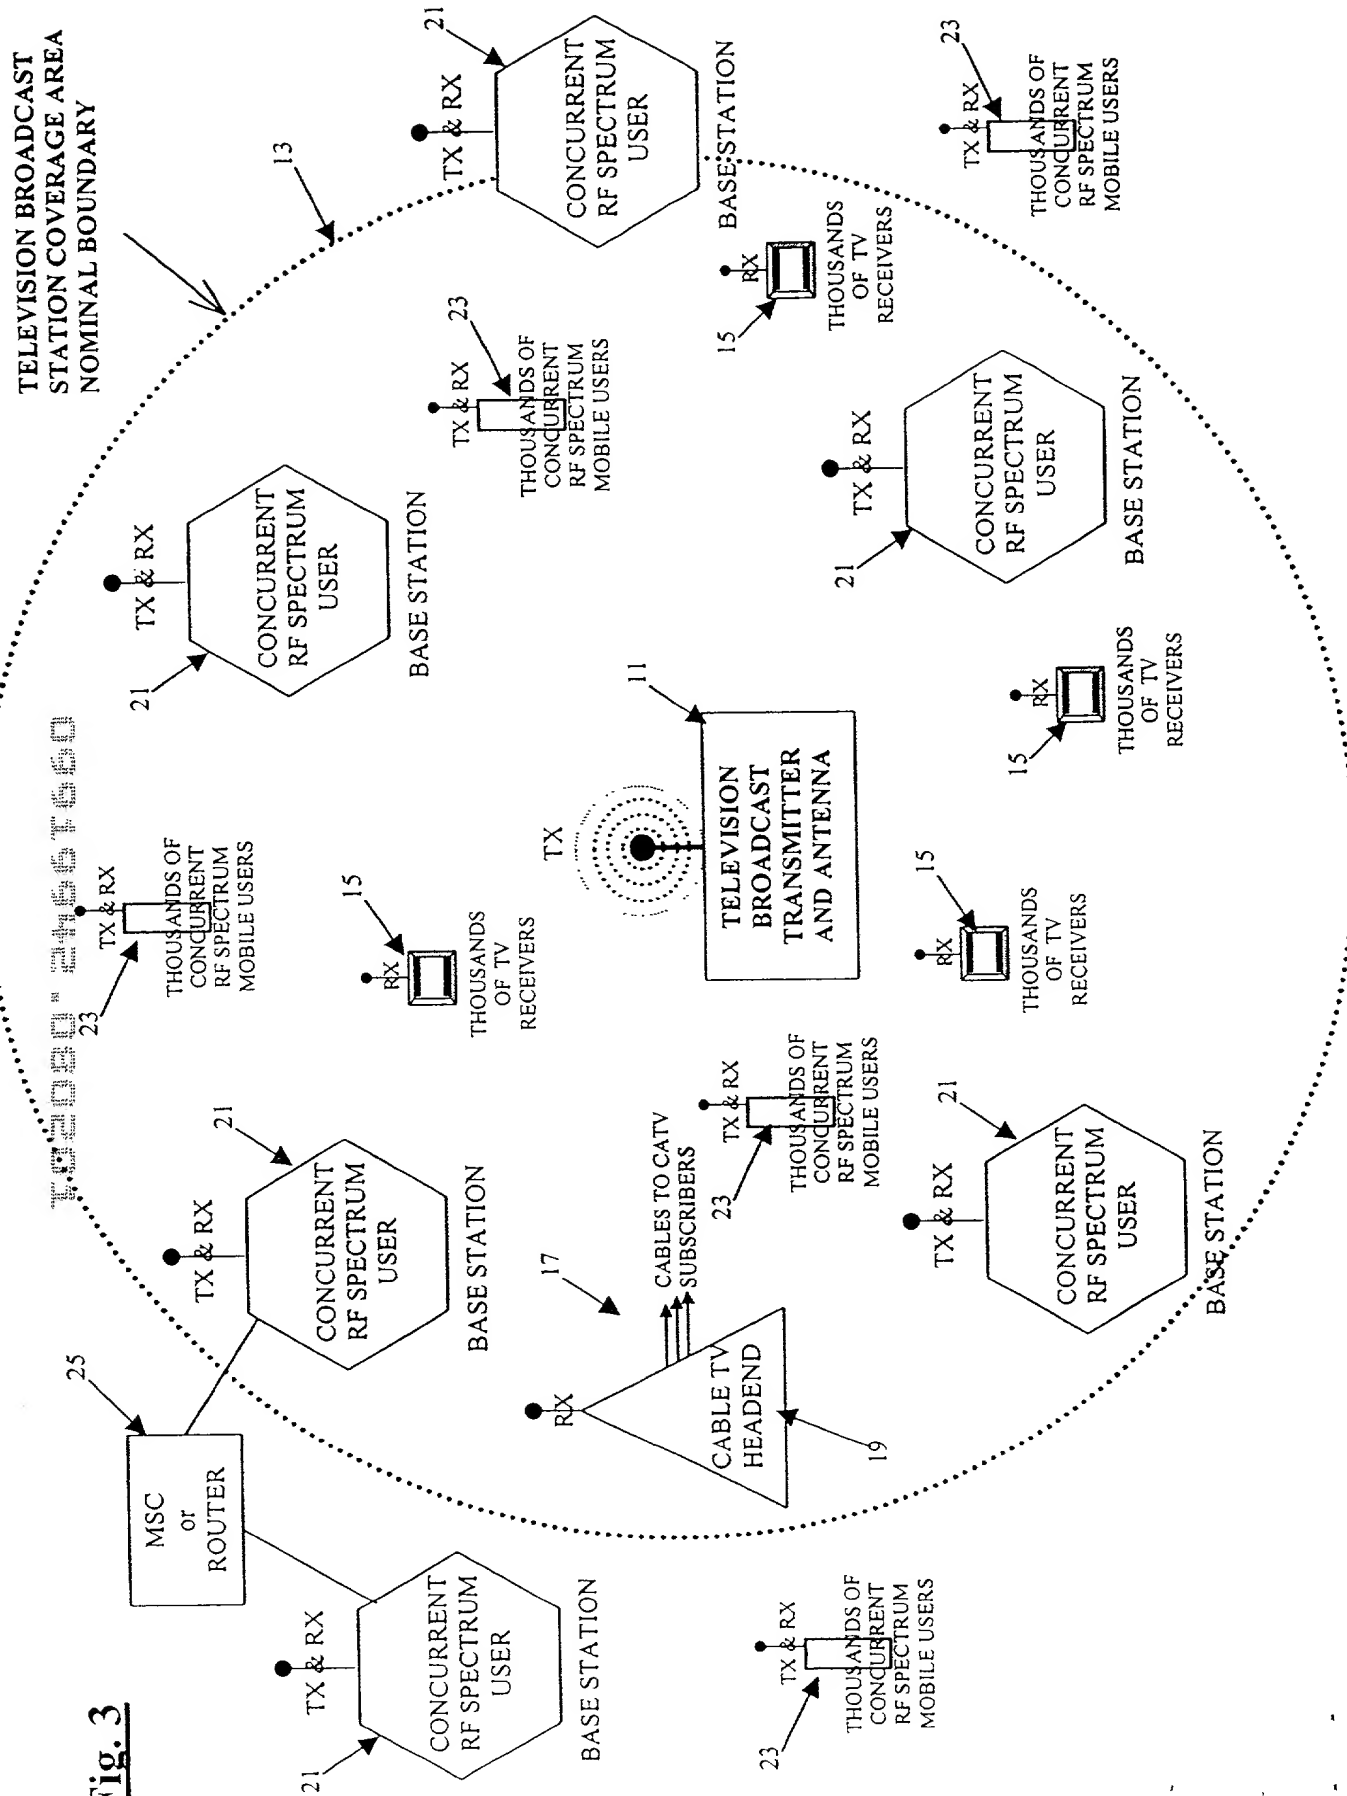 TELEVISION BROADCAST
STATION COVERAGE AREA
NOMINAL BOUNDARY
13
21
TX & RX
CONCURRENT
RF SPECTRUM
USER
BASE STATION
23
TX & RX
THOUSANDS OF
CONCURRENT
RF SPECTRUM
MOBILE USERS
23
TX & RX
THOUSANDS OF
CONCURRENT
RF SPECTRUM
MOBILE USERS
15
RX
THOUSANDS
OF TV
RECEIVERS
21
TX & RX
CONCURRENT
RF SPECTRUM
USER
BASE STATION
21
TX & RX
CONCURRENT
RF SPECTRUM
USER
BASE STATION
15
RX
THOUSANDS
OF TV
RECEIVERS
11
TX
TELEVISION
BROADCAST
TRANSMITTER
AND ANTENNA
23
TX & RX
THOUSANDS OF
CONCURRENT
RF SPECTRUM
MOBILE USERS
15
RX
THOUSANDS
OF TV
RECEIVERS
15
RX
THOUSANDS
OF TV
RECEIVERS
23
TX & RX
THOUSANDS OF
CONCURRENT
RF SPECTRUM
MOBILE USERS
21
TX & RX
CONCURRENT
RF SPECTRUM
USER
BASE STATION
17
CABLES TO CATV
SUBSCRIBERS
RX
CABLE TV
HEADEND
19
21
TX & RX
CONCURRENT
RF SPECTRUM
USER
BASE STATION
25
MSC
or
ROUTER
21
TX & RX
CONCURRENT
RF SPECTRUM
USER
BASE STATION
23
TX & RX
THOUSANDS OF
CONCURRENT
RF SPECTRUM
MOBILE USERS
Fig. 3